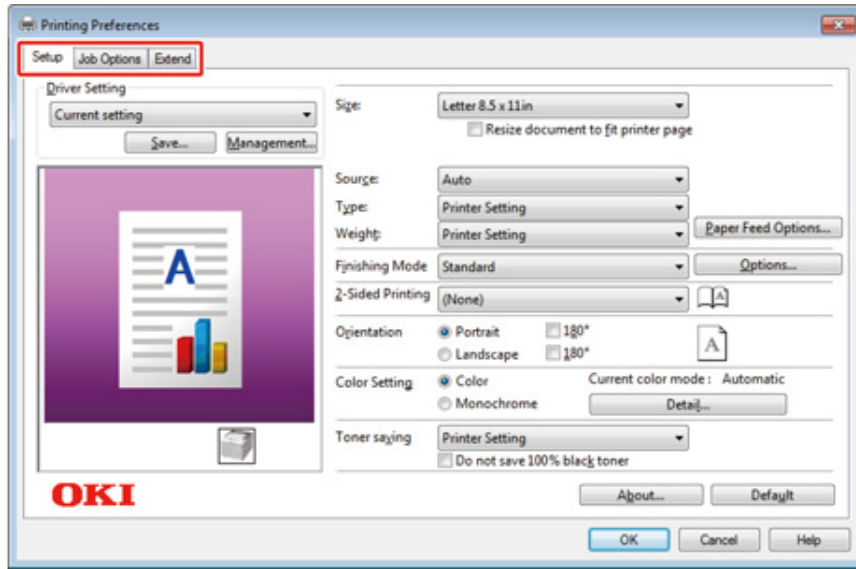 Printing Preferences
Setup Job Options Extend
Driver Setting
Current setting
Save... Management...
Size: Letter 8.5 x 11in
Resize document to fit printer page
Source: Auto
Type: Printer Setting
Weight: Printer Setting Paper Feed Options...
Finishing Mode Standard Options...
2-Sided Printing (None) A
Orientation Portrait 180°
Landscape 180°
A
Color Setting Color Current color mode : Automatic
Monochrome Detail...
Toner saving Printer Setting
Do not save 100% black toner
A
OKI
About... Default
OK Cancel Help